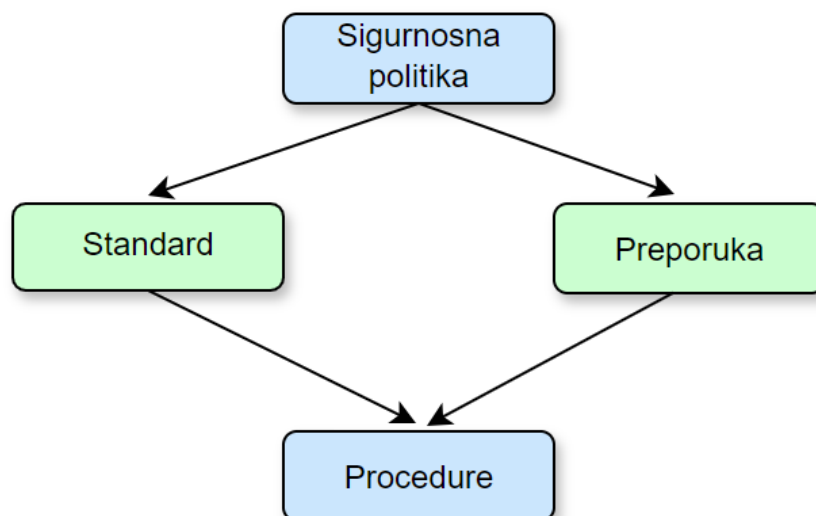 Sigurnosna
politika
Standard
Preporuka
Procedure